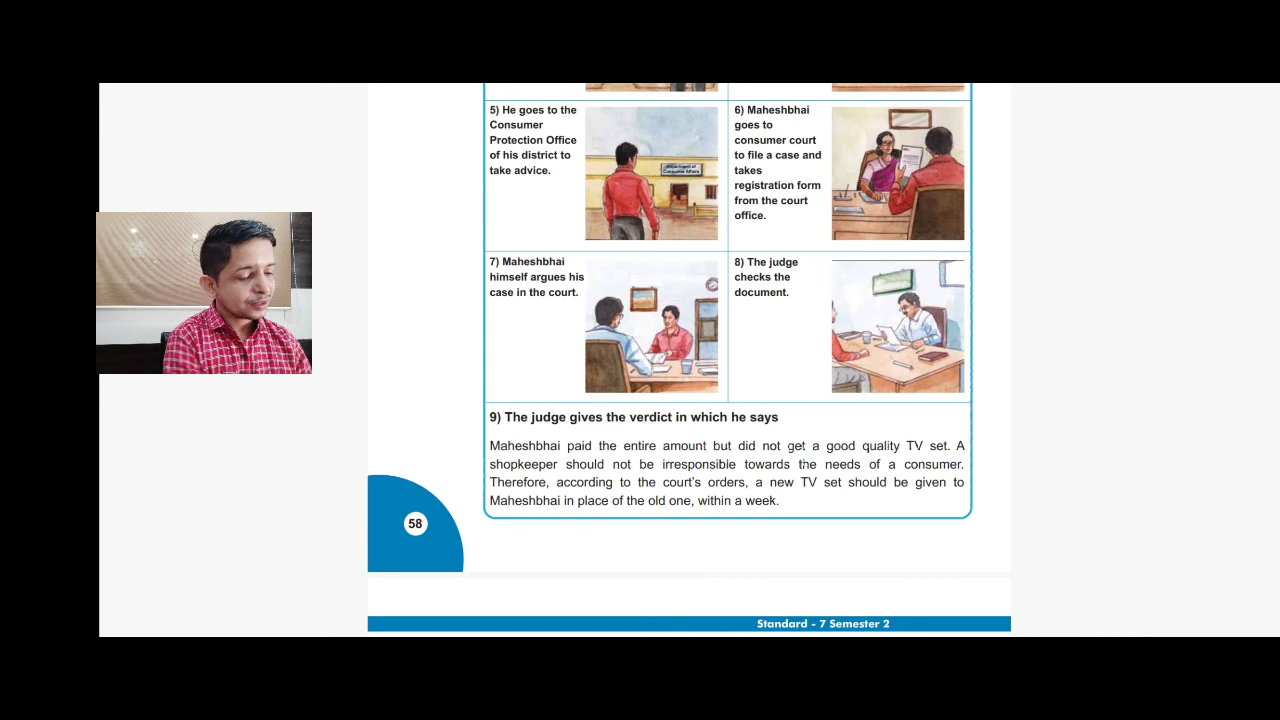 5) He goes to the
Consumer
Protection Office
of his district to
take advice.
Department of
Consumer Affairs
6) Maheshbhai
goes to
consumer court
to file a case and
takes
registration form
from the court
office.
7) Maheshbhai
himself argues his
case in the court.
8) The judge
checks the
document.
9) The judge gives the verdict in which he says
Maheshbhai paid the entire amount but did not get a good quality TV set. A
shopkeeper should not be irresponsible towards the needs of a consumer.
Therefore, according to the court's orders, a new TV set should be given to
Maheshbhai in place of the old one, within a week.
58
Standard - 7 Semester 2